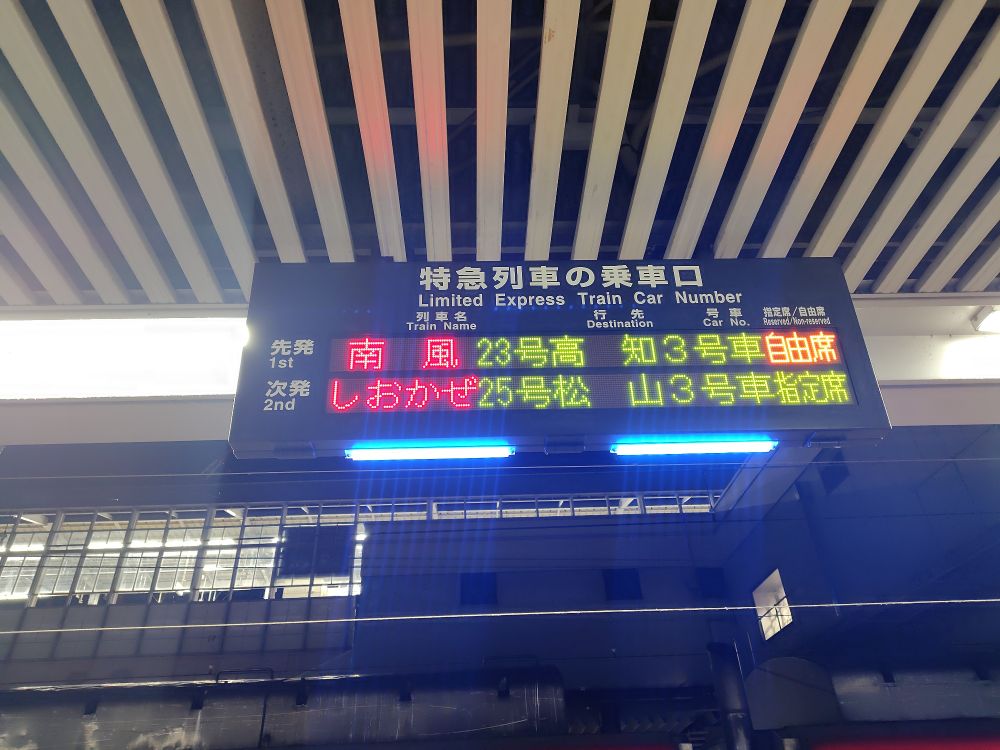 特急列車の乗車口
Limited Express Train Car Number
列車名 行先 号車 指定席/自由席
Train Name Destination Car No. Reserved/Non-reserved
先発 南風 23号高 知3号車自由席
1st
次発 しおかぜ 25号松 山3号車指定席
2nd